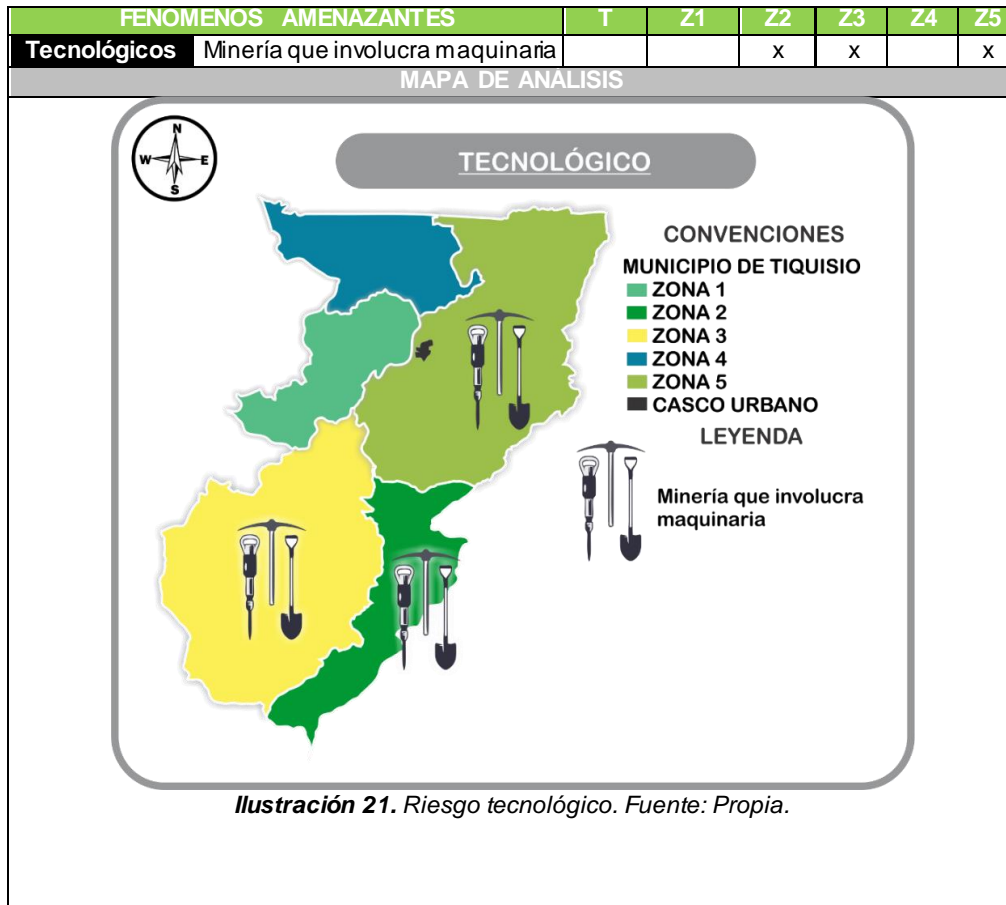 FENOMENOS AMENAZANTES T Z1 Z2 Z3 Z4 Z5
Tecnológicos Minería que involucra maquinaria x x x
MAPA DE ANALISIS
N
W E
S
TECNOLÓGICO
CONVENCIONES
MUNICIPIO DE TIQUISIO
ZONA 1
ZONA 2
ZONA 3
ZONA 4
ZONA 5
CASCO URBANO
LEYENDA
Minería que involucra
maquinaria
Ilustración 21. Riesgo tecnológico. Fuente: Propia.